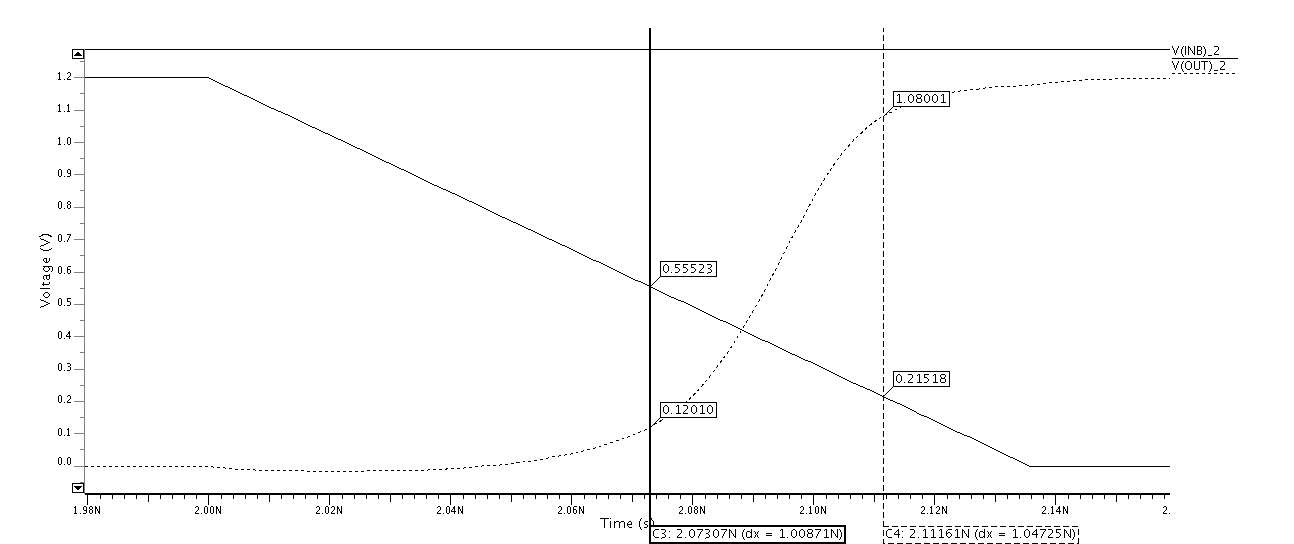 V(INB)_2
V(OUT)_2
1.2
1.1
1.0
0.9
0.8
0.7
0.6
0.5
0.4
0.3
0.2
0.1
0.0
Voltage (V)
1.08001
0.55523
0.21518
0.12010
1.98N 2.00N 2.02N 2.04N 2.06N 2.08N 2.10N 2.12N 2.14N 2.
Time (s)
C3: 2.07307N (dx = 1.00871N) C4: 2.11161N (dx = 1.04725N)